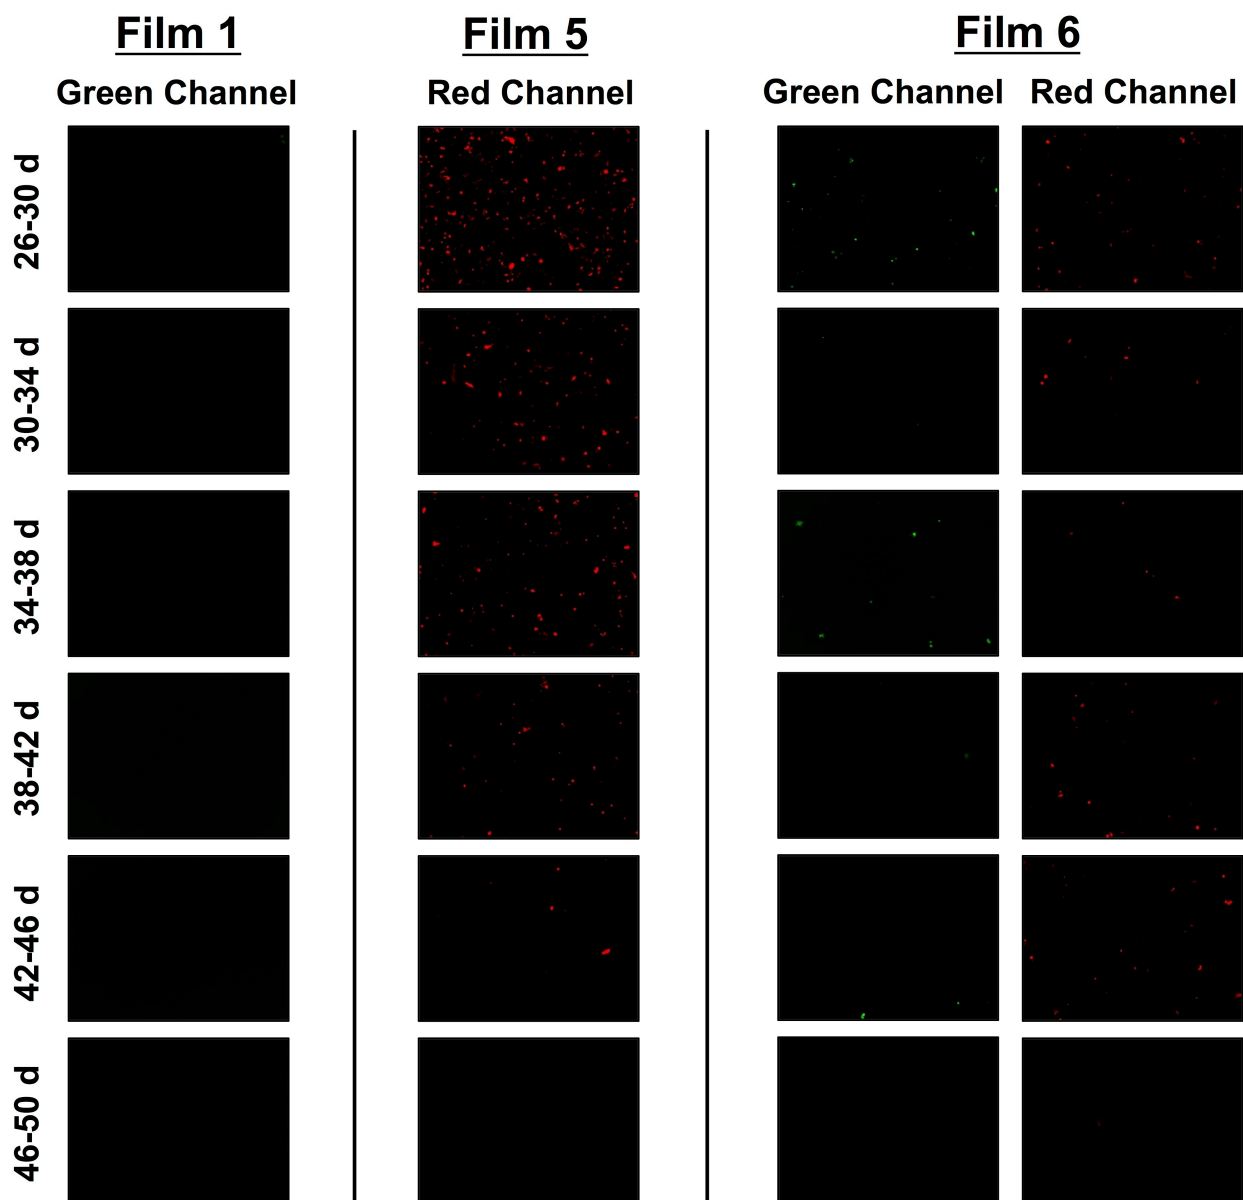 Film 1
Film 5
Film 6
Green Channel
Red Channel
Green Channel
Red Channel
26-30 d
30-34 d
34-38 d
38-42 d
42-46 d
46-50 d